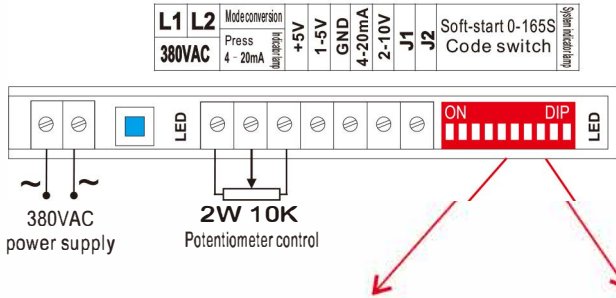 L1 L2
380VAC
Mode conversion
Press
4 - 20mA
Indicator lamp
+5V
1-5V
GND
4-20mA
2-10V
J1
J2
Soft-start 0-165S
Code switch
System indicator lamp
LED
ON DIP
LED
~ ~
380VAC
power supply
2W 10K
Potentiometer control